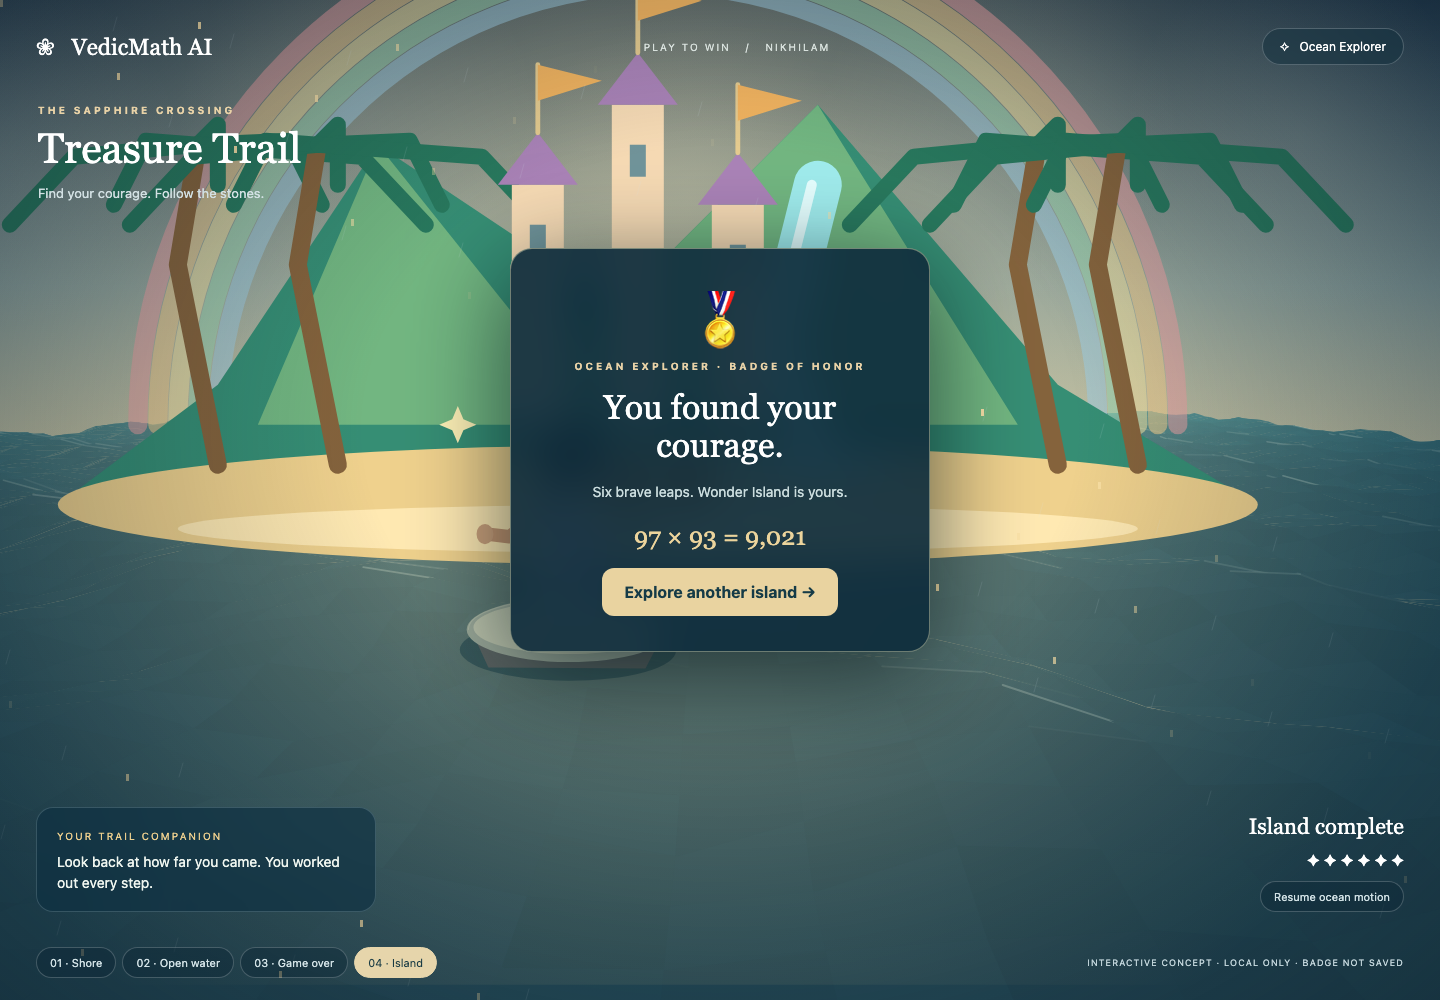 VedicMath AI
PLAY TO WIN / NIKHILAM
Ocean Explorer
THE SAPPHIRE CROSSING
Treasure Trail
Find your courage. Follow the stones.
OCEAN EXPLORER · BADGE OF HONOR
You found your
courage.
Six brave leaps. Wonder Island is yours.
97 × 93 = 9,021
Explore another island →
YOUR TRAIL COMPANION
Look back at how far you came. You worked
out every step.
Island complete
Resume ocean motion
01 · Shore
02 · Open water
03 · Game over
04 · Island
INTERACTIVE CONCEPT · LOCAL ONLY · BADGE NOT SAVED